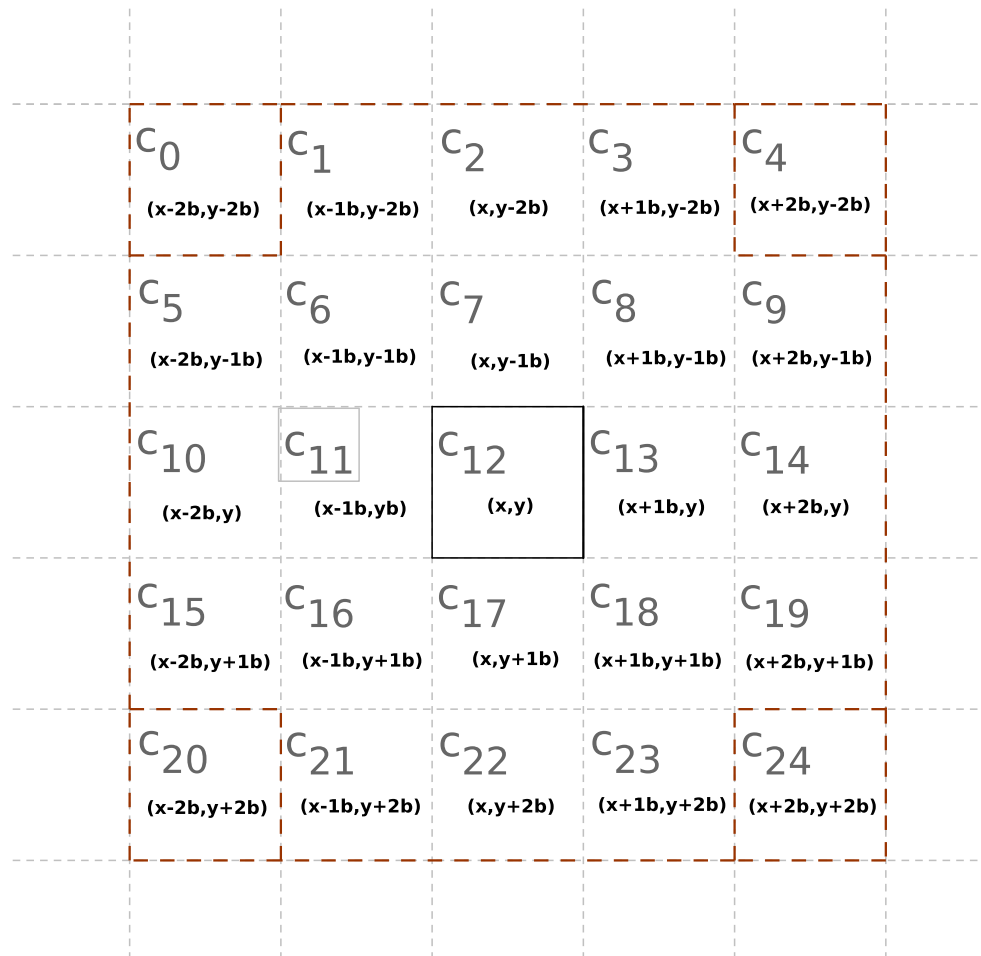 c0 c1 c2 c3 c4
(x-2b,y-2b) (x-1b,y-2b) (x,y-2b) (x+1b,y-2b) (x+2b,y-2b)
c5 c6 c7 c8 c9
(x-2b,y-1b) (x-1b,y-1b) (x,y-1b) (x+1b,y-1b) (x+2b,y-1b)
c10 c11 c12 c13 c14
(x-2b,y) (x-1b,yb) (x,y) (x+1b,y) (x+2b,y)
c15 c16 c17 c18 c19
(x-2b,y+1b) (x-1b,y+1b) (x,y+1b) (x+1b,y+1b) (x+2b,y+1b)
c20 c21 c22 c23 c24
(x-2b,y+2b) (x-1b,y+2b) (x,y+2b) (x+1b,y+2b) (x+2b,y+2b)